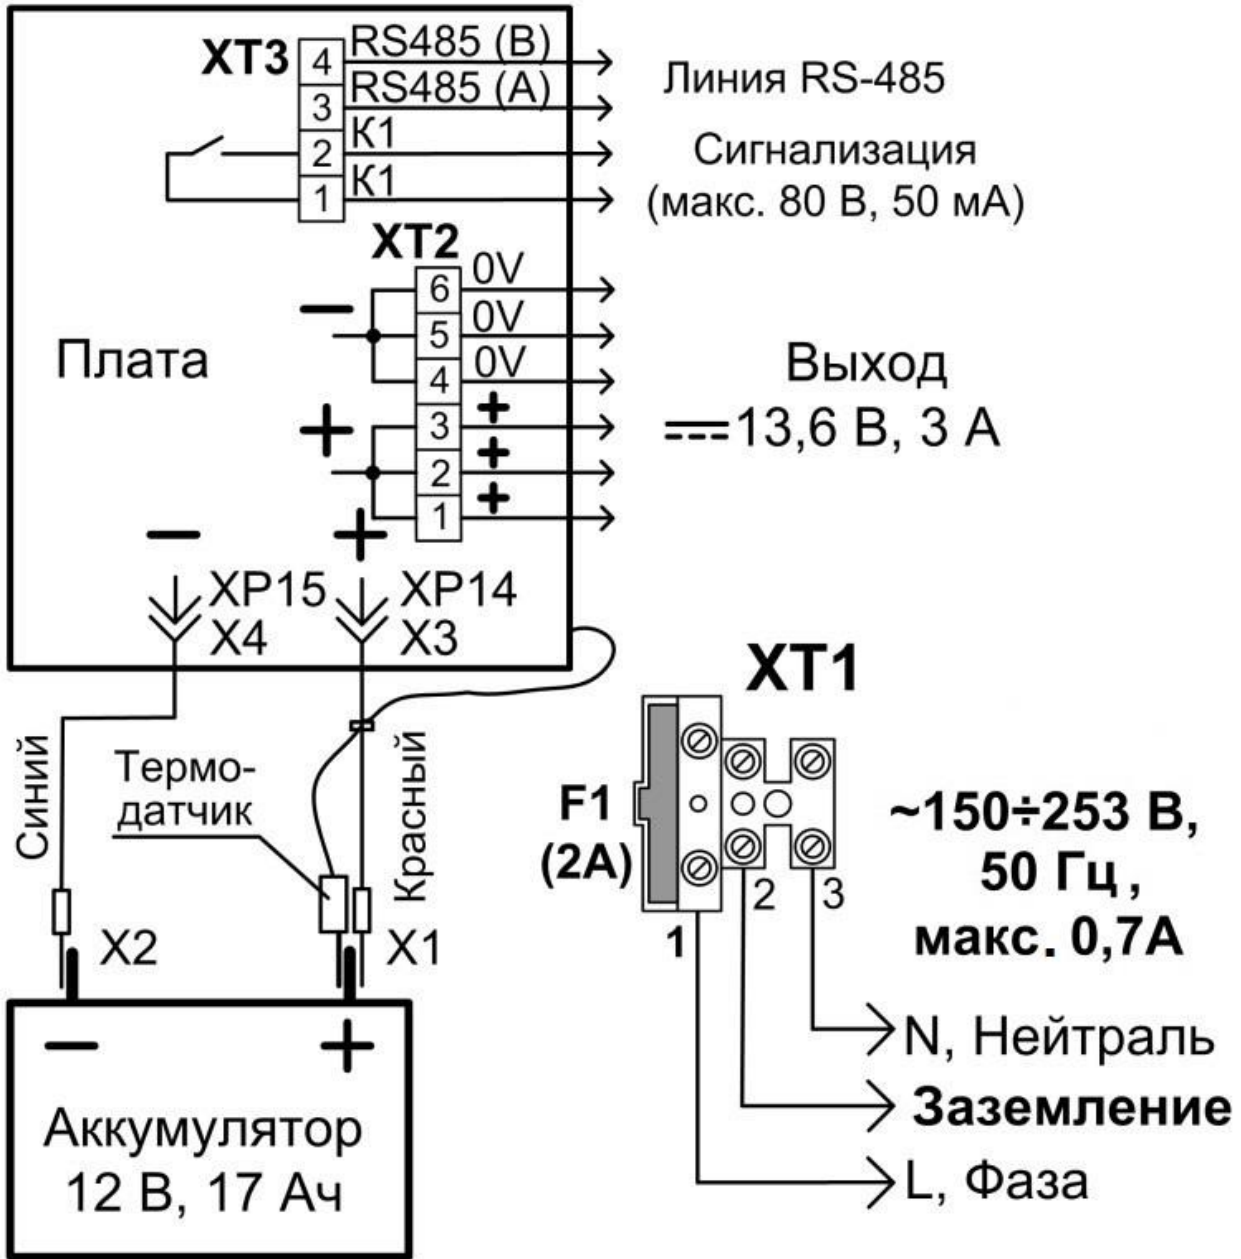 XT3
4 RS485 (B)
3 RS485 (A)
2 К1
1 К1
Линия RS-485
Сигнализация
(макс. 80 В, 50 мА)
XT2
6 0V
5 0V
4 0V
3 +
2 +
1 +
−
+
Плата
Выход
13,6 В, 3 А
− +
XP15 XP14
X4 X3
Синий
Термо-
датчик
Красный
X2 X1
− +
Аккумулятор
12 В, 17 Ач
XT1
F1
(2А)
1 2 3
~150÷253 В,
50 Гц,
макс. 0,7А
N, Нейтраль
Заземление
L, Фаза